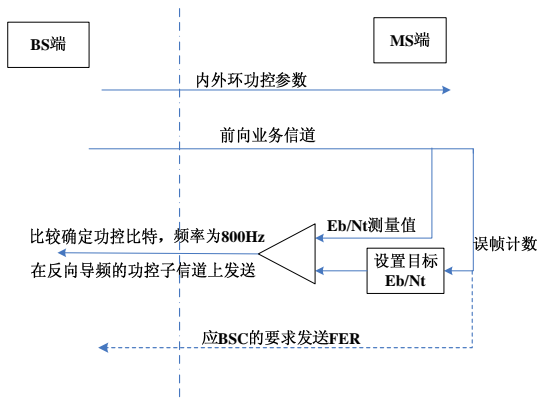 BS端
MS端
内外环功控参数
前向业务信道
Eb/Nt测量值
比较确定功控比特，频率为800Hz
误帧计数
设置目标
Eb/Nt
在反向导频的功控子信道上发送
应BSC的要求发送FER